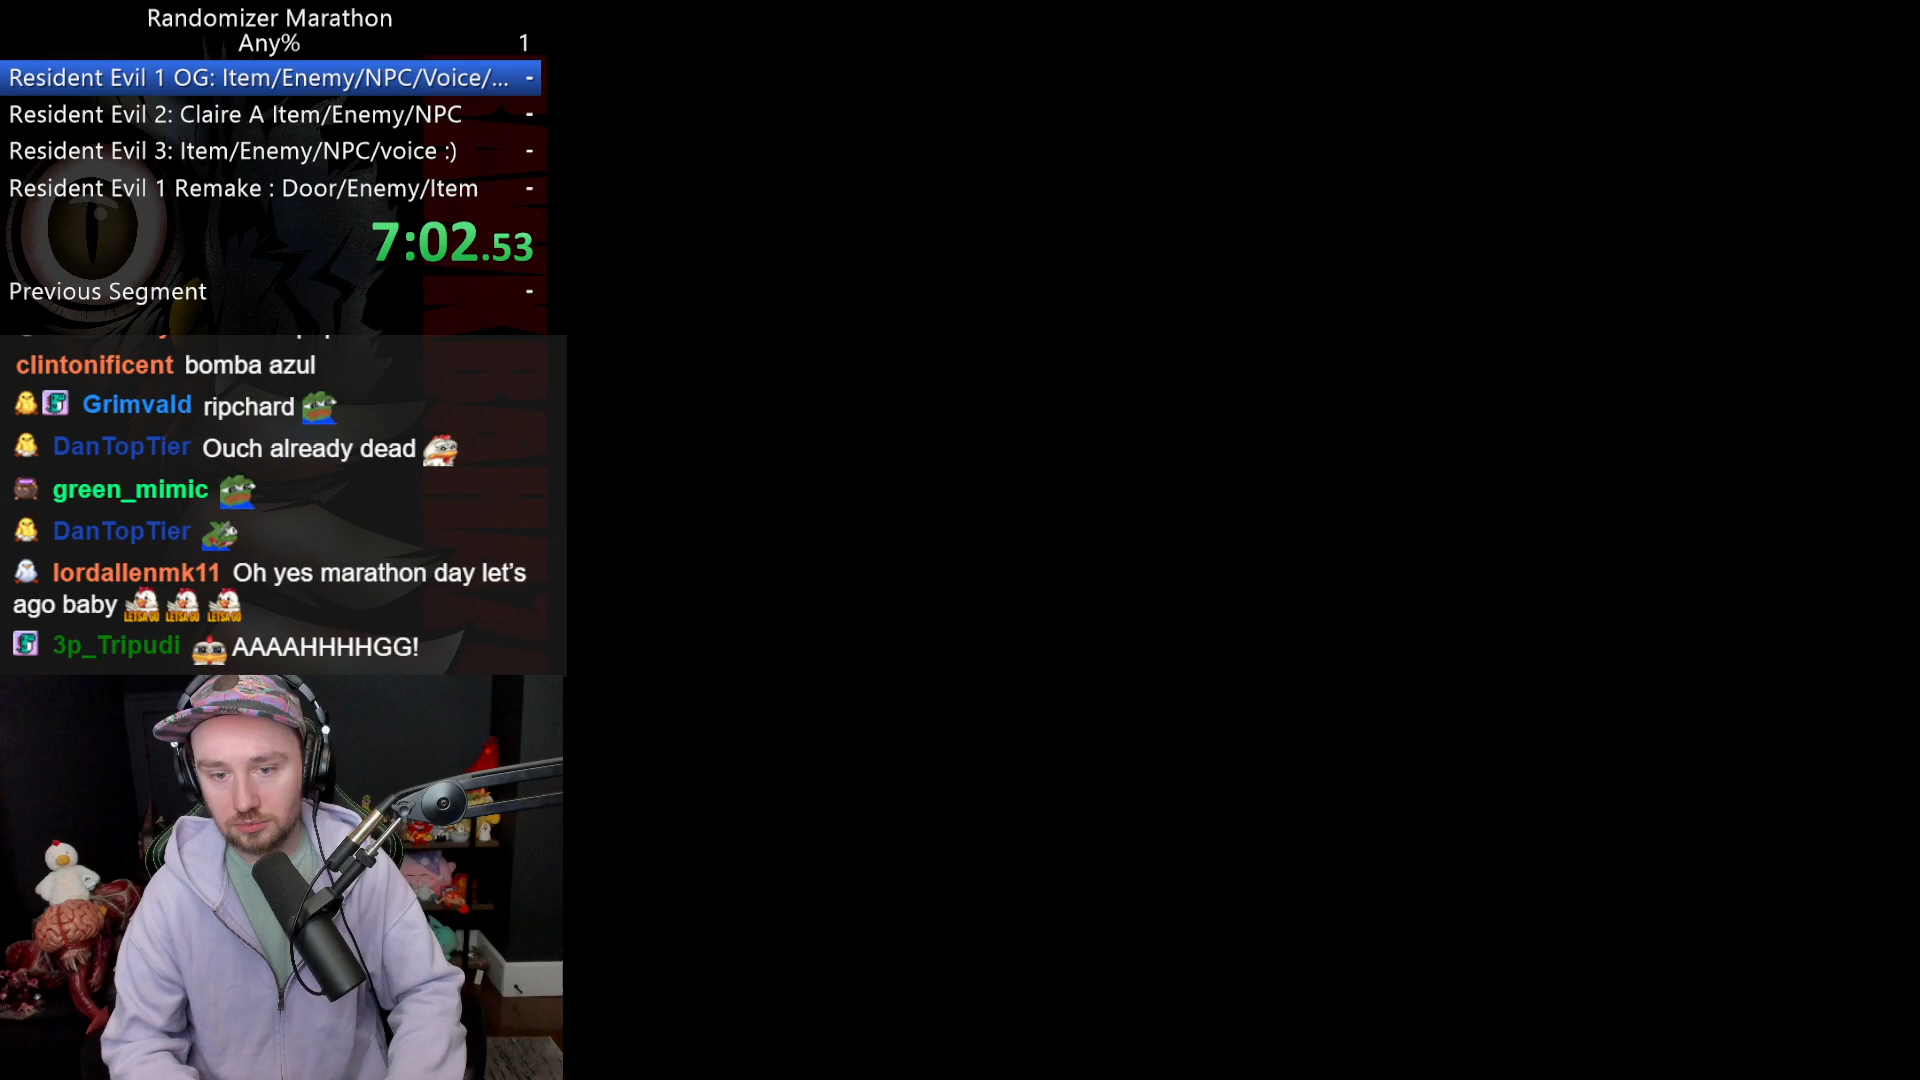 Randomizer Marathon
Any% 1
Resident Evil 1 OG: Item/Enemy/NPC/Voice/... -
Resident Evil 2: Claire A Item/Enemy/NPC -
Resident Evil 3: Item/Enemy/NPC/voice :) -
Resident Evil 1 Remake : Door/Enemy/Item -
7:02.53
Previous Segment -
clintonificent bomba azul
Grimvald ripchard
DanTopTier Ouch already dead
green_mimic
DanTopTier
lordallenmk11 Oh yes marathon day let's
ago baby LETSAGO LETSAGO LETSAGO
3p_Tripudi AAAAHHHHGG!